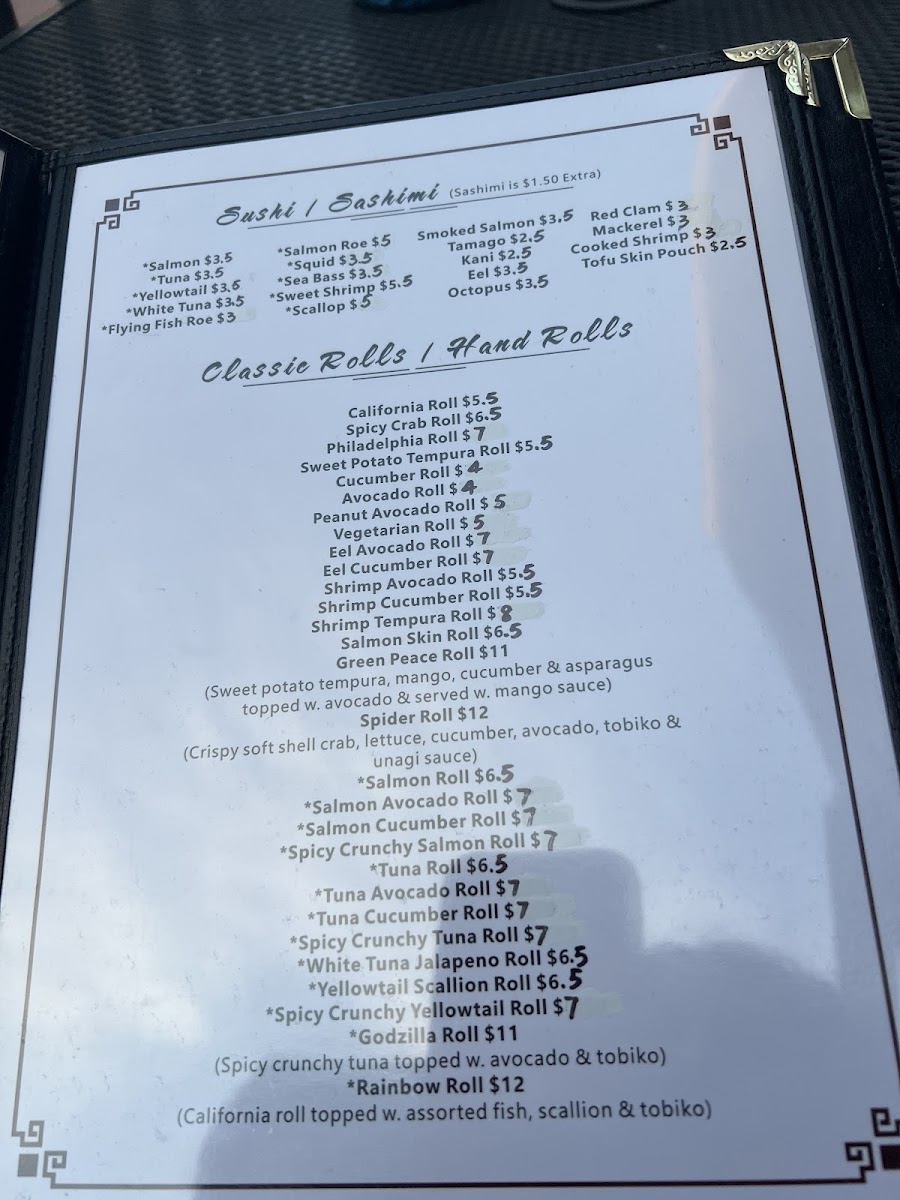 Sushi / Sashimi (Sashimi is $1.50 Extra)
*Salmon $3.5
*Tuna $3.5
*Yellowtail $3.5
*White Tuna $3.5
*Flying Fish Roe $3
*Salmon Roe $5
*Squid $3.5
*Sea Bass $3.5
*Sweet Shrimp $5.5
*Scallop $5
Smoked Salmon $3.5
Tamago $2.5
Kani $2.5
Eel $3.5
Octopus $3.5
Red Clam $3
Mackerel $3
Cooked Shrimp $3
Tofu Skin Pouch $2.5
Classic Rolls / Hand Rolls
California Roll $5.5
Spicy Crab Roll $6.5
Philadelphia Roll $7
Sweet Potato Tempura Roll $5.5
Cucumber Roll $4
Avocado Roll $4
Peanut Avocado Roll $5
Vegetarian Roll $5
Eel Avocado Roll $7
Eel Cucumber Roll $7
Shrimp Avocado Roll $5.5
Shrimp Cucumber Roll $5.5
Shrimp Tempura Roll $8
Salmon Skin Roll $6.5
Green Peace Roll $11
(Sweet potato tempura, mango, cucumber & asparagus
topped w. avocado & served w. mango sauce)
Spider Roll $12
(Crispy soft shell crab, lettuce, cucumber, avocado, tobiko &
unagi sauce)
*Salmon Roll $6.5
*Salmon Avocado Roll $7
*Salmon Cucumber Roll $7
*Spicy Crunchy Salmon Roll $7
*Tuna Roll $6.5
*Tuna Avocado Roll $7
*Tuna Cucumber Roll $7
*Spicy Crunchy Tuna Roll $7
*White Tuna Jalapeno Roll $6.5
*Yellowtail Scallion Roll $6.5
*Spicy Crunchy Yellowtail Roll $7
*Godzilla Roll $11
(Spicy crunchy tuna topped w. avocado & tobiko)
*Rainbow Roll $12
(California roll topped w. assorted fish, scallion & tobiko)